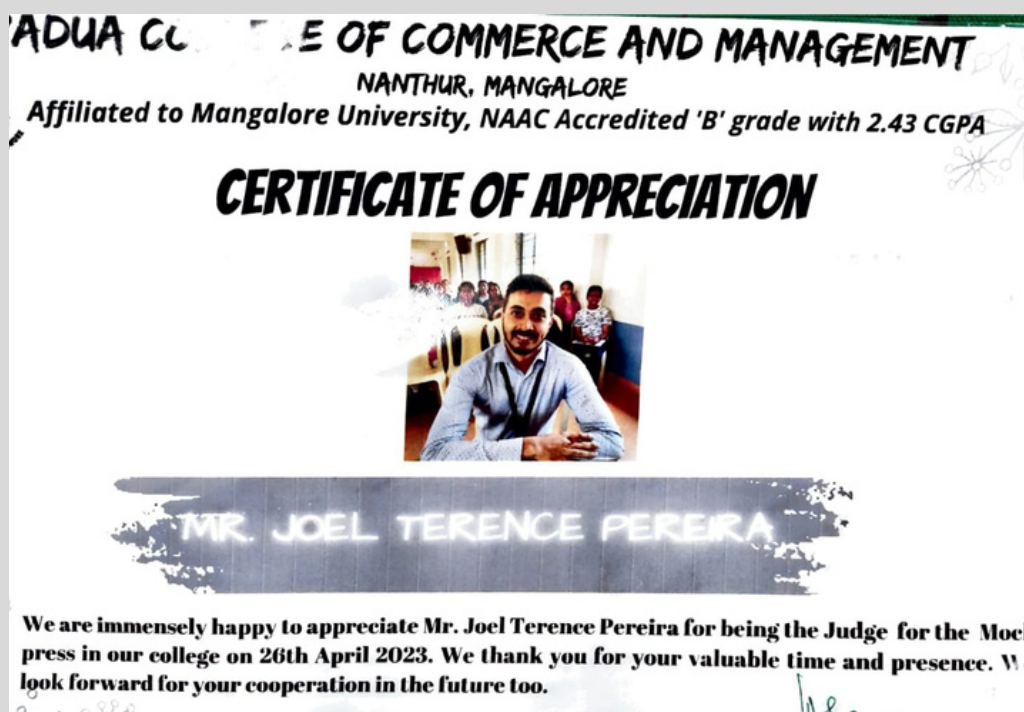 ADUA C E OF COMMERCE AND MANAGEMENT
NANTHUR, MANGALORE
Affiliated to Mangalore University, NAAC Accredited 'B' grade with 2.43 CGPA
CERTIFICATE OF APPRECIATION
MR. JOEL TERENCE PEREIRA
We are immensely happy to appreciate Mr. Joel Terence Pereira for being the Judge for the Moc
press in our college on 26th April 2023. We thank you for your valuable time and presence. W
look forward for your cooperation in the future too.